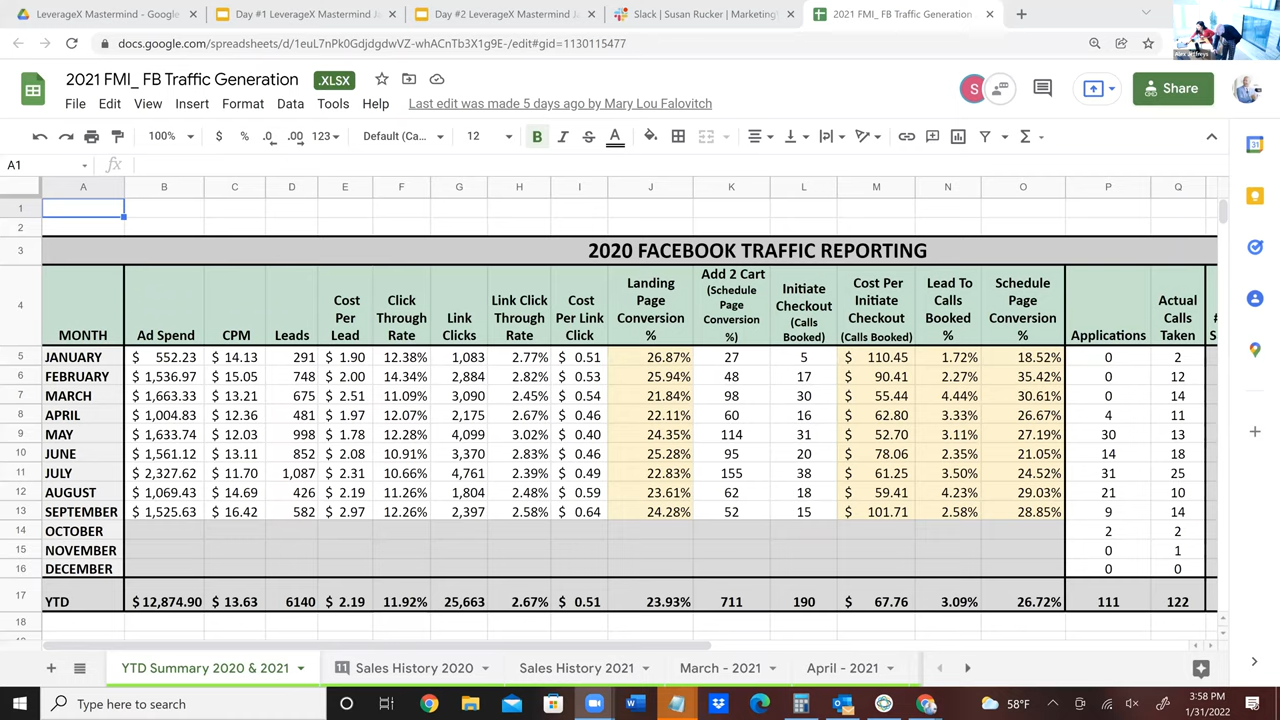 LeverageX Mastermind - Google
Day #1 LeverageX Mastermind
Day #2 LeverageX Mastermind
Slack | Susan Rucker | Marketing
2021 FMI_ FB Traffic Generation
docs.google.com/spreadsheets/d/1euL7nPk0GdjdgdwVZ-whACnTb3X1g9e-/edit#gid=1130115477
Alex Jeffreys
2021 FMI_ FB Traffic Generation .XLSX
S
Share
File Edit View Insert Format Data Tools Help Last edit was made 5 days ago by Mary Lou Falovitch
100% $ % .0 .00 123 Default (Ca... 12 B I S A
31
A1 fx
A B C D E F G H I J K L M N O P Q
1
2
3 2020 FACEBOOK TRAFFIC REPORTING
4 MONTH Ad Spend CPM Leads Cost Per Lead Click Through Rate Link Clicks Link Click Through Rate Cost Per Link Click Landing Page Conversion % Add 2 Cart (Schedule Page Conversion %) Initiate Checkout (Calls Booked) Cost Per Initiate Checkout (Calls Booked) Lead To Calls Booked % Schedule Page Conversion % Applications Actual Calls Taken
5 JANUARY $ 552.23 $ 14.13 291 $ 1.90 12.38% 1,083 2.77% $ 0.51 26.87% 27 5 $ 110.45 1.72% 18.52% 0 2
6 FEBRUARY $ 1,536.97 $ 15.05 748 $ 2.00 14.34% 2,884 2.82% $ 0.53 25.94% 48 17 $ 90.41 2.27% 35.42% 0 12
7 MARCH $ 1,663.33 $ 13.21 675 $ 2.51 11.09% 3,090 2.45% $ 0.54 21.84% 98 30 $ 55.44 4.44% 30.61% 0 14
8 APRIL $ 1,004.83 $ 12.36 481 $ 1.97 12.07% 2,175 2.67% $ 0.46 22.11% 60 16 $ 62.80 3.33% 26.67% 4 11
9 MAY $ 1,633.74 $ 12.03 998 $ 1.78 12.28% 4,099 3.02% $ 0.40 24.35% 114 31 $ 52.70 3.11% 27.19% 30 13
10 JUNE $ 1,561.12 $ 13.11 852 $ 2.08 10.91% 3,370 2.83% $ 0.46 25.28% 95 20 $ 78.06 2.35% 21.05% 14 18
11 JULY $ 2,327.62 $ 11.70 1,087 $ 2.31 10.66% 4,761 2.39% $ 0.49 22.83% 155 38 $ 61.25 3.50% 24.52% 31 25
12 AUGUST $ 1,069.43 $ 14.69 426 $ 2.19 11.26% 1,804 2.48% $ 0.59 23.61% 62 18 $ 59.41 4.23% 29.03% 21 10
13 SEPTEMBER $ 1,525.63 $ 16.42 582 $ 2.97 12.26% 2,397 2.58% $ 0.64 24.28% 52 15 $ 101.71 2.58% 28.85% 9 14
14 OCTOBER 2 2
15 NOVEMBER 0 1
16 DECEMBER 0 0
17 YTD $ 12,874.90 $ 13.63 6140 $ 2.19 11.92% 25,663 2.67% $ 0.51 23.93% 711 190 $ 67.76 3.09% 26.72% 111 122
18
YTD Summary 2020 & 2021 11 Sales History 2020 Sales History 2021 March - 2021 April - 2021
Type here to search
58°F
3:58 PM
1/31/2022